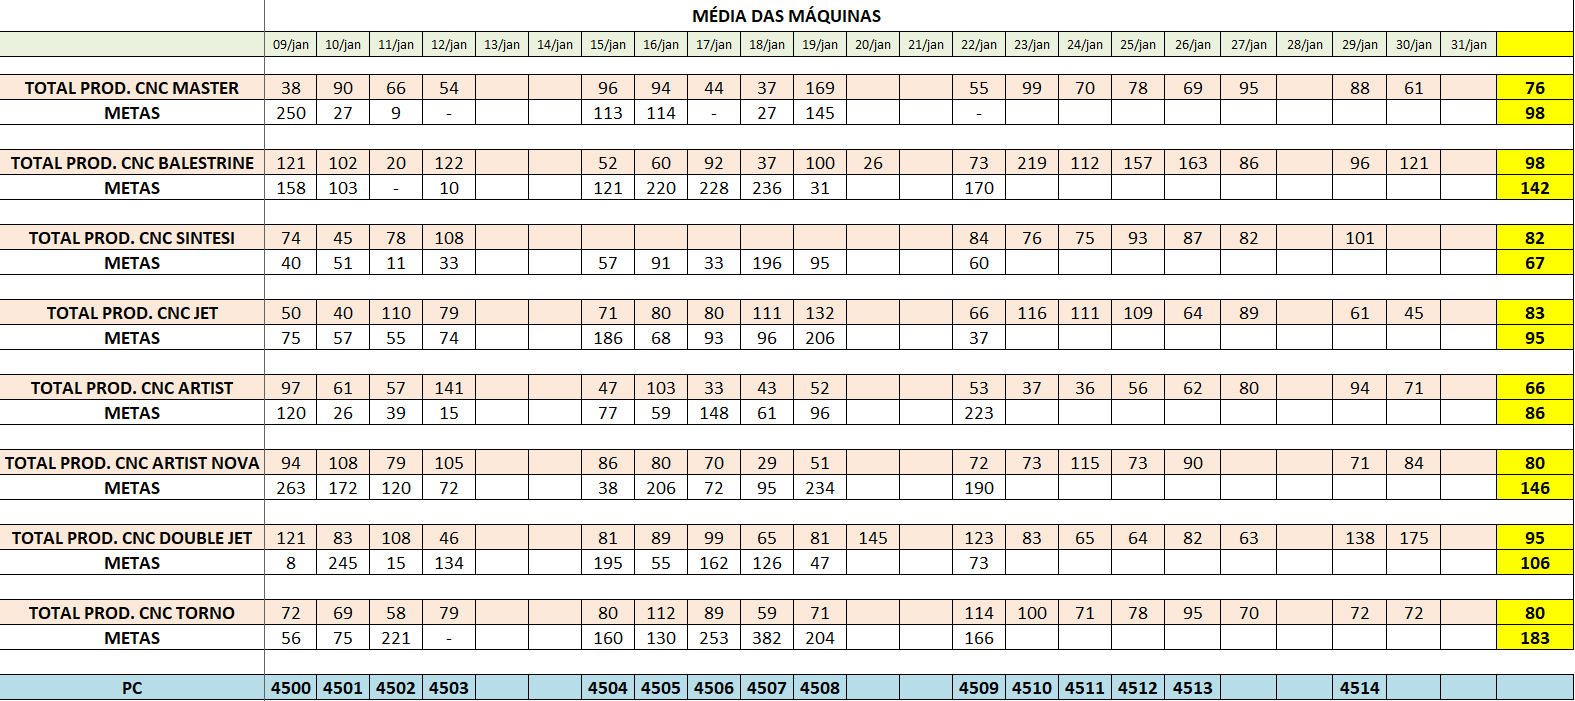 MÉDIA DAS MÁQUINAS
09/jan 10/jan 11/jan 12/jan 13/jan 14/jan 15/jan 16/jan 17/jan 18/jan 19/jan 20/jan 21/jan 22/jan 23/jan 24/jan 25/jan 26/jan 27/jan 28/jan 29/jan 30/jan 31/jan
TOTAL PROD. CNC MASTER 38 90 66 54 96 94 44 37 169 55 99 70 78 69 95 88 61 76
METAS 250 27 9 - 113 114 - 27 145 - 98
TOTAL PROD. CNC BALESTRINE 121 102 20 122 52 60 92 37 100 26 73 219 112 157 163 86 96 121 98
METAS 158 103 - 10 121 220 228 236 31 170 142
TOTAL PROD. CNC SINTESI 74 45 78 108 84 76 75 93 87 82 101 82
METAS 40 51 11 33 57 91 33 196 95 60 67
TOTAL PROD. CNC JET 50 40 110 79 71 80 80 111 132 66 116 111 109 64 89 61 45 83
METAS 75 57 55 74 186 68 93 96 206 37 95
TOTAL PROD. CNC ARTIST 97 61 57 141 47 103 33 43 52 53 37 36 56 62 80 94 71 66
METAS 120 26 39 15 77 59 148 61 96 223 86
TOTAL PROD. CNC ARTIST NOVA 94 108 79 105 86 80 70 29 51 72 73 115 73 90 71 84 80
METAS 263 172 120 72 38 206 72 95 234 190 146
TOTAL PROD. CNC DOUBLE JET 121 83 108 46 81 89 99 65 81 145 123 83 65 64 82 63 138 175 95
METAS 8 245 15 134 195 55 162 126 47 73 106
TOTAL PROD. CNC TORNO 72 69 58 79 80 112 89 59 71 114 100 71 78 95 70 72 72 80
METAS 56 75 221 - 160 130 253 382 204 166 183
PC 4500 4501 4502 4503 4504 4505 4506 4507 4508 4509 4510 4511 4512 4513 4514